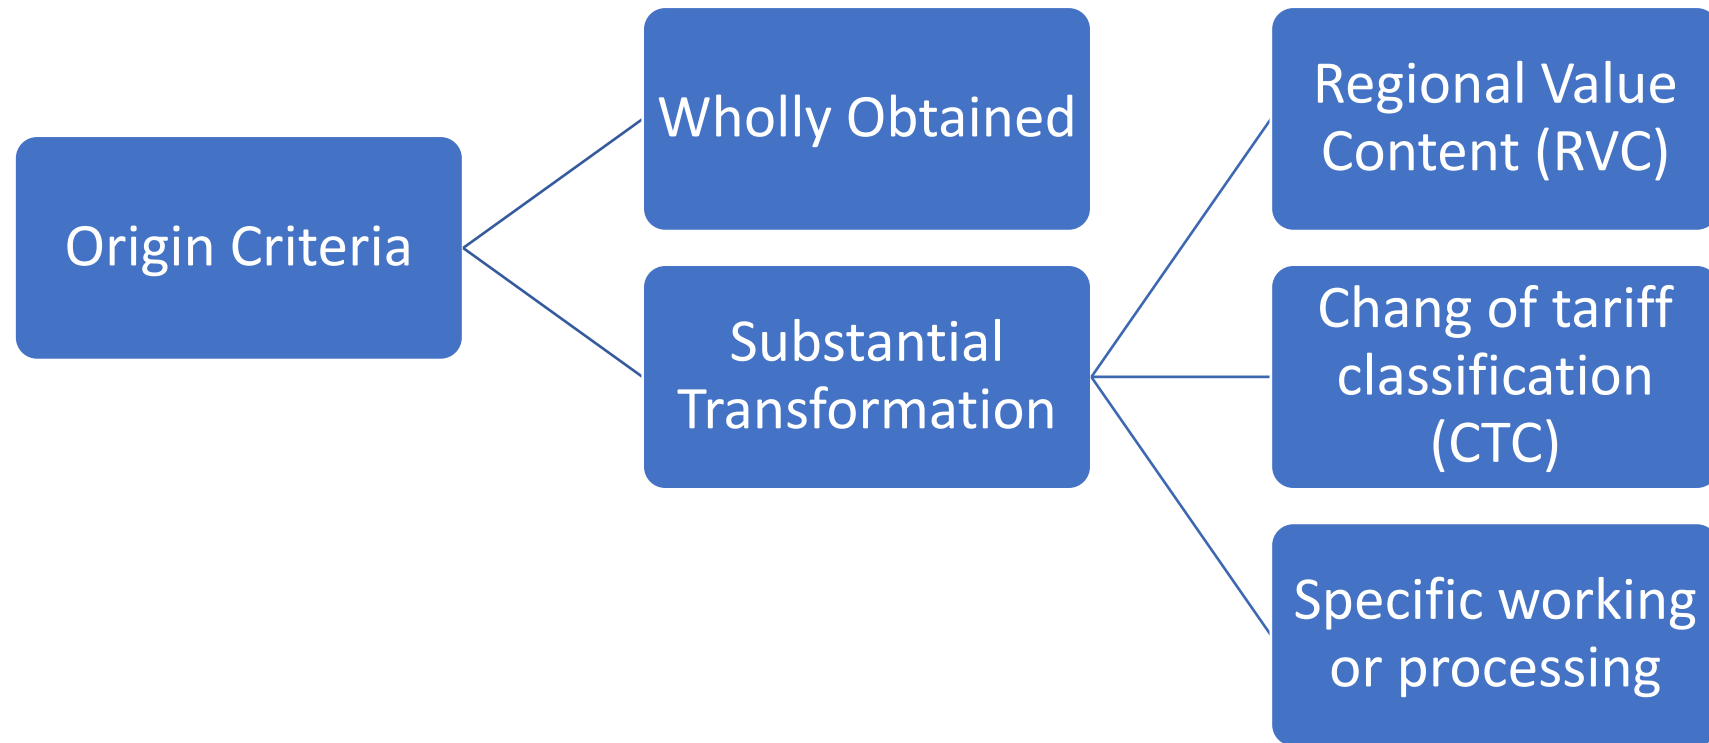 Origin Criteria
Wholly Obtained
Substantial
Transformation
Regional Value
Content (RVC)
Chang of tariff
classification
(CTC)
Specific working
or processing